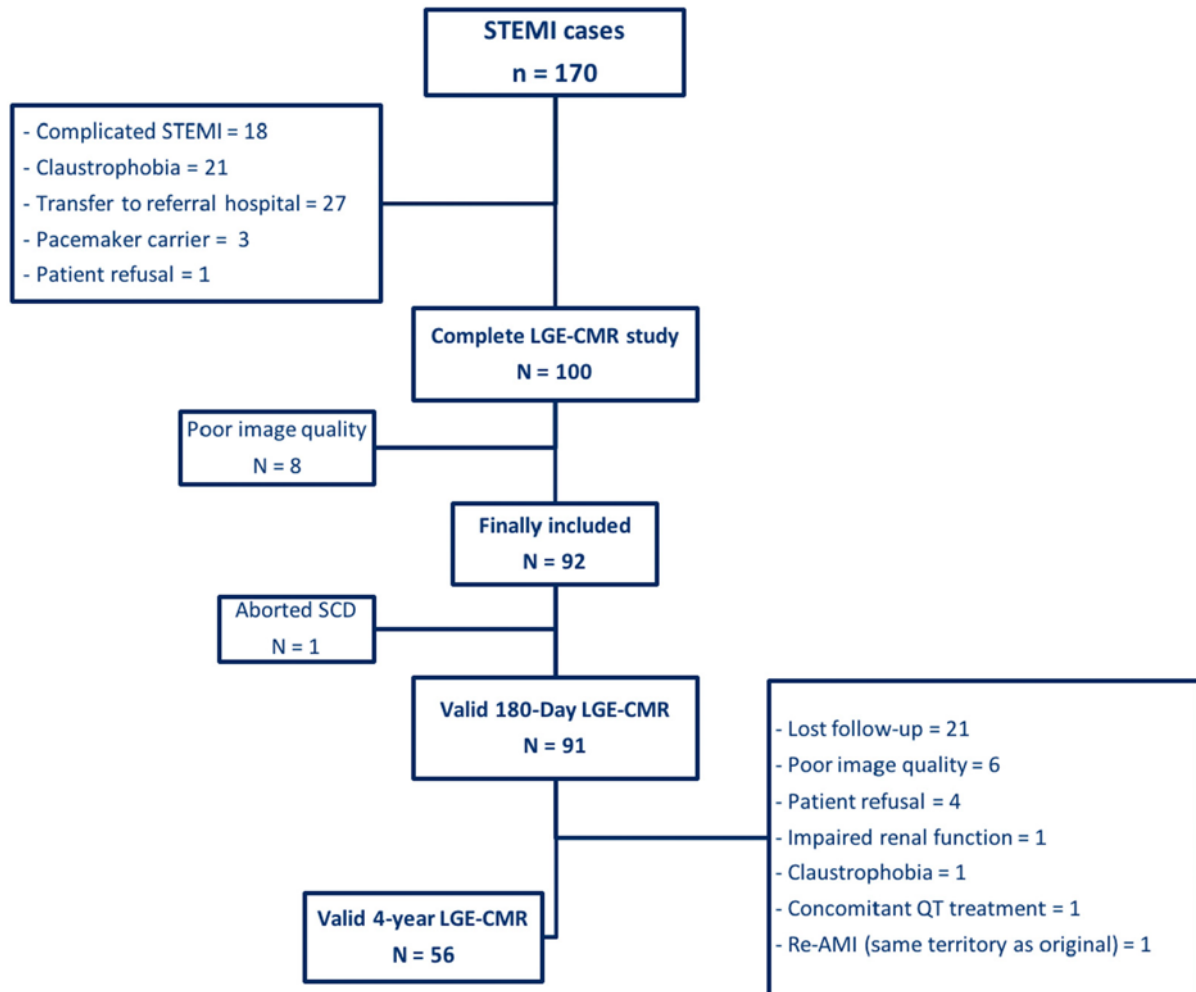 STEMI cases
n = 170
- Complicated STEMI = 18
- Claustrophobia = 21
- Transfer to referral hospital = 27
- Pacemaker carrier = 3
- Patient refusal = 1
Complete LGE-CMR study
N = 100
Poor image quality
N = 8
Finally included
N = 92
Aborted SCD
N = 1
Valid 180-Day LGE-CMR
N = 91
- Lost follow-up = 21
- Poor image quality = 6
- Patient refusal = 4
- Impaired renal function = 1
- Claustrophobia = 1
- Concomitant QT treatment = 1
- Re-AMI (same territory as original) = 1
Valid 4-year LGE-CMR
N = 56